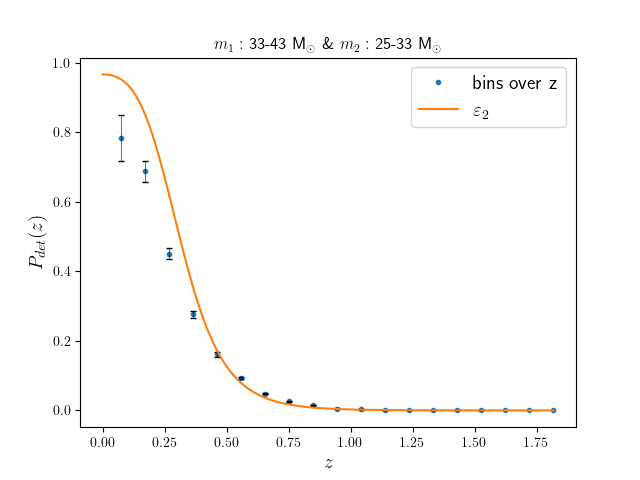 m₁ : 33-43 M☉ & m₂ : 25-33 M☉
1.0
0.8
0.6
0.4
0.2
0.0
P_det(z)
bins over z
ε₂
0.00 0.25 0.50 0.75 1.00 1.25 1.50 1.75
z